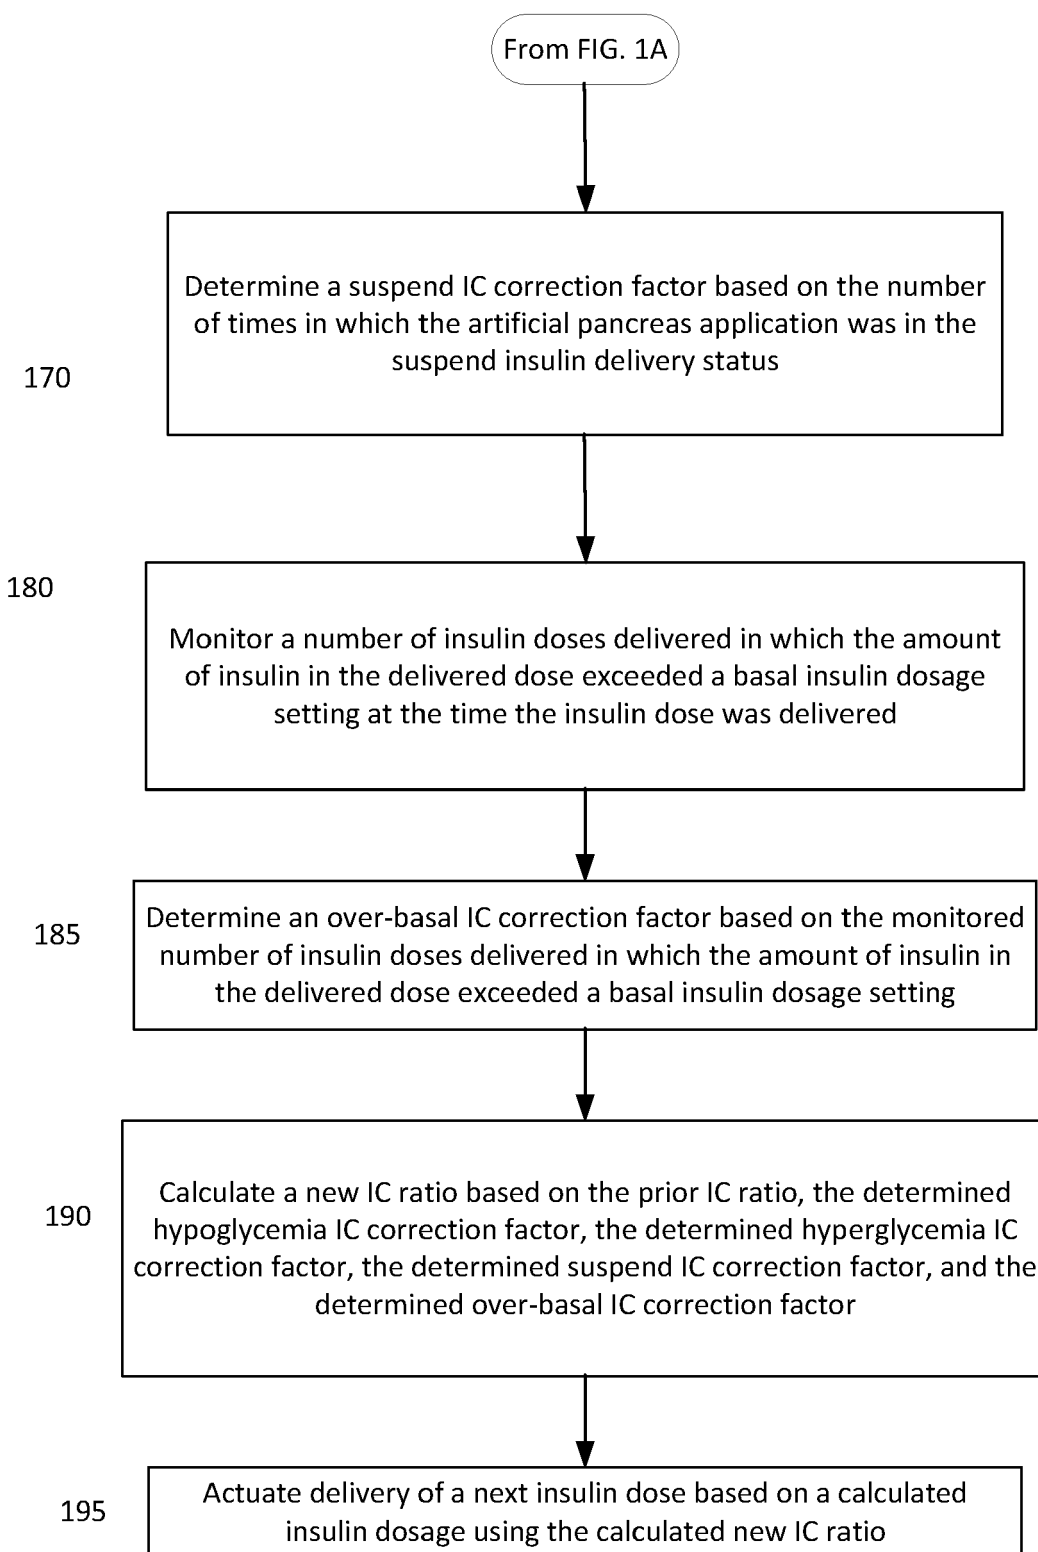 From FIG. 1A
Determine a suspend IC correction factor based on the number
of times in which the artificial pancreas application was in the
suspend insulin delivery status
170
180
Monitor a number of insulin doses delivered in which the amount
of insulin in the delivered dose exceeded a basal insulin dosage
setting at the time the insulin dose was delivered
185
Determine an over-basal IC correction factor based on the monitored
number of insulin doses delivered in which the amount of insulin in
the delivered dose exceeded a basal insulin dosage setting
190
Calculate a new IC ratio based on the prior IC ratio, the determined
hypoglycemia IC correction factor, the determined hyperglycemia IC
correction factor, the determined suspend IC correction factor, and the
determined over-basal IC correction factor
195
Actuate delivery of a next insulin dose based on a calculated
insulin dosage using the calculated new IC ratio